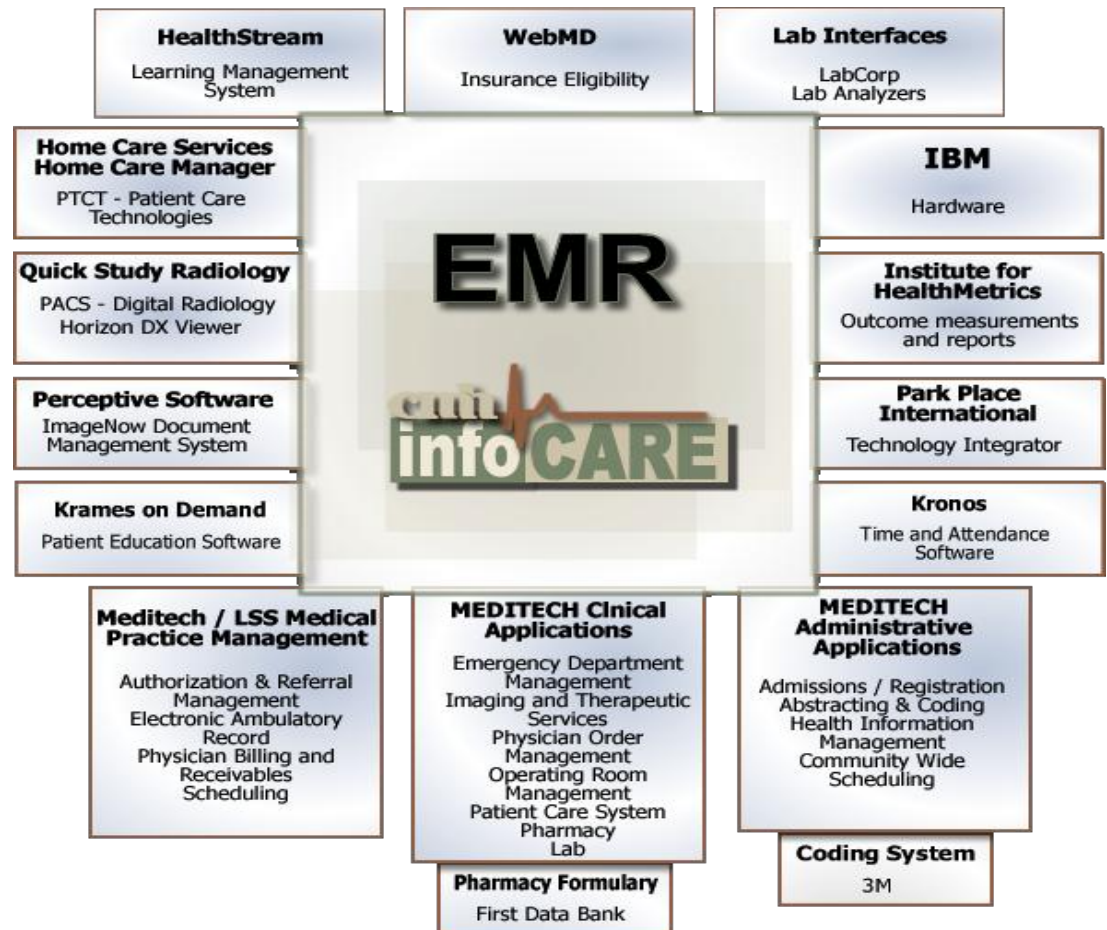 HealthStream
Learning Management
System
WebMD
Insurance Eligibility
Lab Interfaces
LabCorp
Lab Analyzers
Home Care Services
Home Care Manager
PTCT - Patient Care
Technologies
IBM
Hardware
EMR
Quick Study Radiology
PACS - Digital Radiology
Horizon DX Viewer
Institute for
HealthMetrics
Outcome measurements
and reports
cmh
infoCARE
Perceptive Software
ImageNow Document
Management System
Park Place
International
Technology Integrator
Krames on Demand
Patient Education Software
Kronos
Time and Attendance
Software
Meditech / LSS Medical
Practice Management
Authorization & Referral
Management
Electronic Ambulatory
Record
Physician Billing and
Receivables
Scheduling
MEDITECH Clnical
Applications
Emergency Department
Management
Imaging and Therapeutic
Services
Physician Order
Management
Operating Room
Management
Patient Care System
Pharmacy
Lab
MEDITECH
Administrative
Applications
Admissions / Registration
Abstracting & Coding
Health Information
Management
Community Wide
Scheduling
Pharmacy Formulary
First Data Bank
Coding System
3M